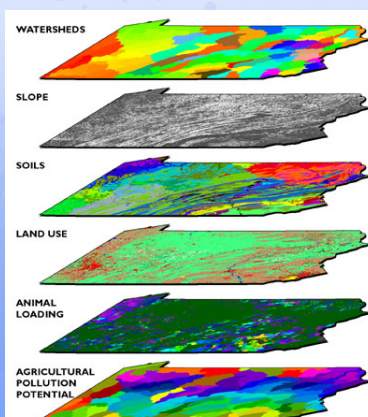 WATERSHEDS
SLOPE
SOILS
LAND USE
ANIMAL
LOADING
AGRICULTURAL
POLLUTION
POTENTIAL